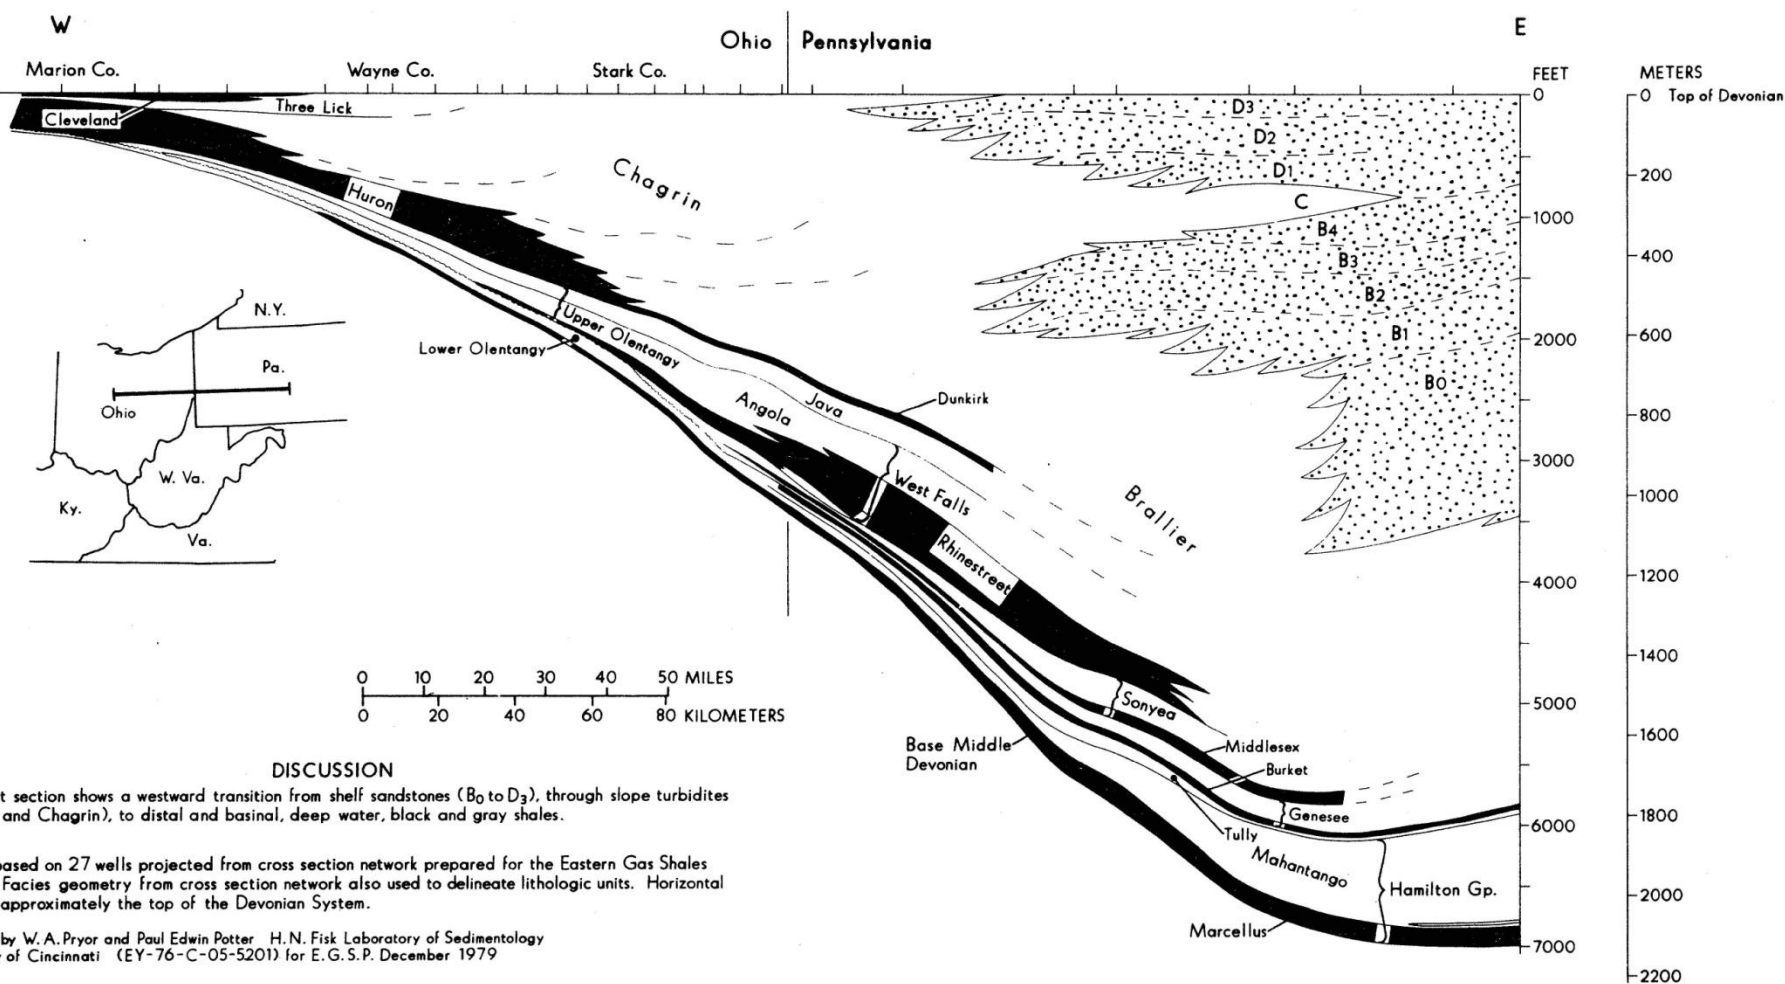 W
E
Ohio
Pennsylvania
Marion Co.
Wayne Co.
Stark Co.
FEET
METERS
0
0 Top of Devonian
Three Lick
Cleveland
D3
D2
D1
C
B4
B3
B2
B1
B0
Chagrin
Huron
200
1000
400
2000
600
800
3000
1000
4000
1200
1400
5000
1600
1800
6000
2000
7000
2200
Upper Olentangy
Lower Olentangy
Dunkirk
Java
Angola
West Falls
Rhinestreet
Brallier
Sonyea
Middlesex
Burket
Genesee
Tully
Mahantango
Hamilton Gp.
Marcellus
Base Middle
Devonian
N.Y.
Pa.
Ohio
W. Va.
Ky.
Va.
0 10 20 30 40 50 MILES
0 20 40 60 80 KILOMETERS
DISCUSSION
t section shows a westward transition from shelf sandstones (B0 to D3), through slope turbidites
and Chagrin), to distal and basinal, deep water, black and gray shales.
based on 27 wells projected from cross section network prepared for the Eastern Gas Shales
Facies geometry from cross section network also used to delineate lithologic units. Horizontal
approximately the top of the Devonian System.
by W. A. Pryor and Paul Edwin Potter H. N. Fisk Laboratory of Sedimentology
of Cincinnati (EY-76-C-05-5201) for E.G.S.P. December 1979